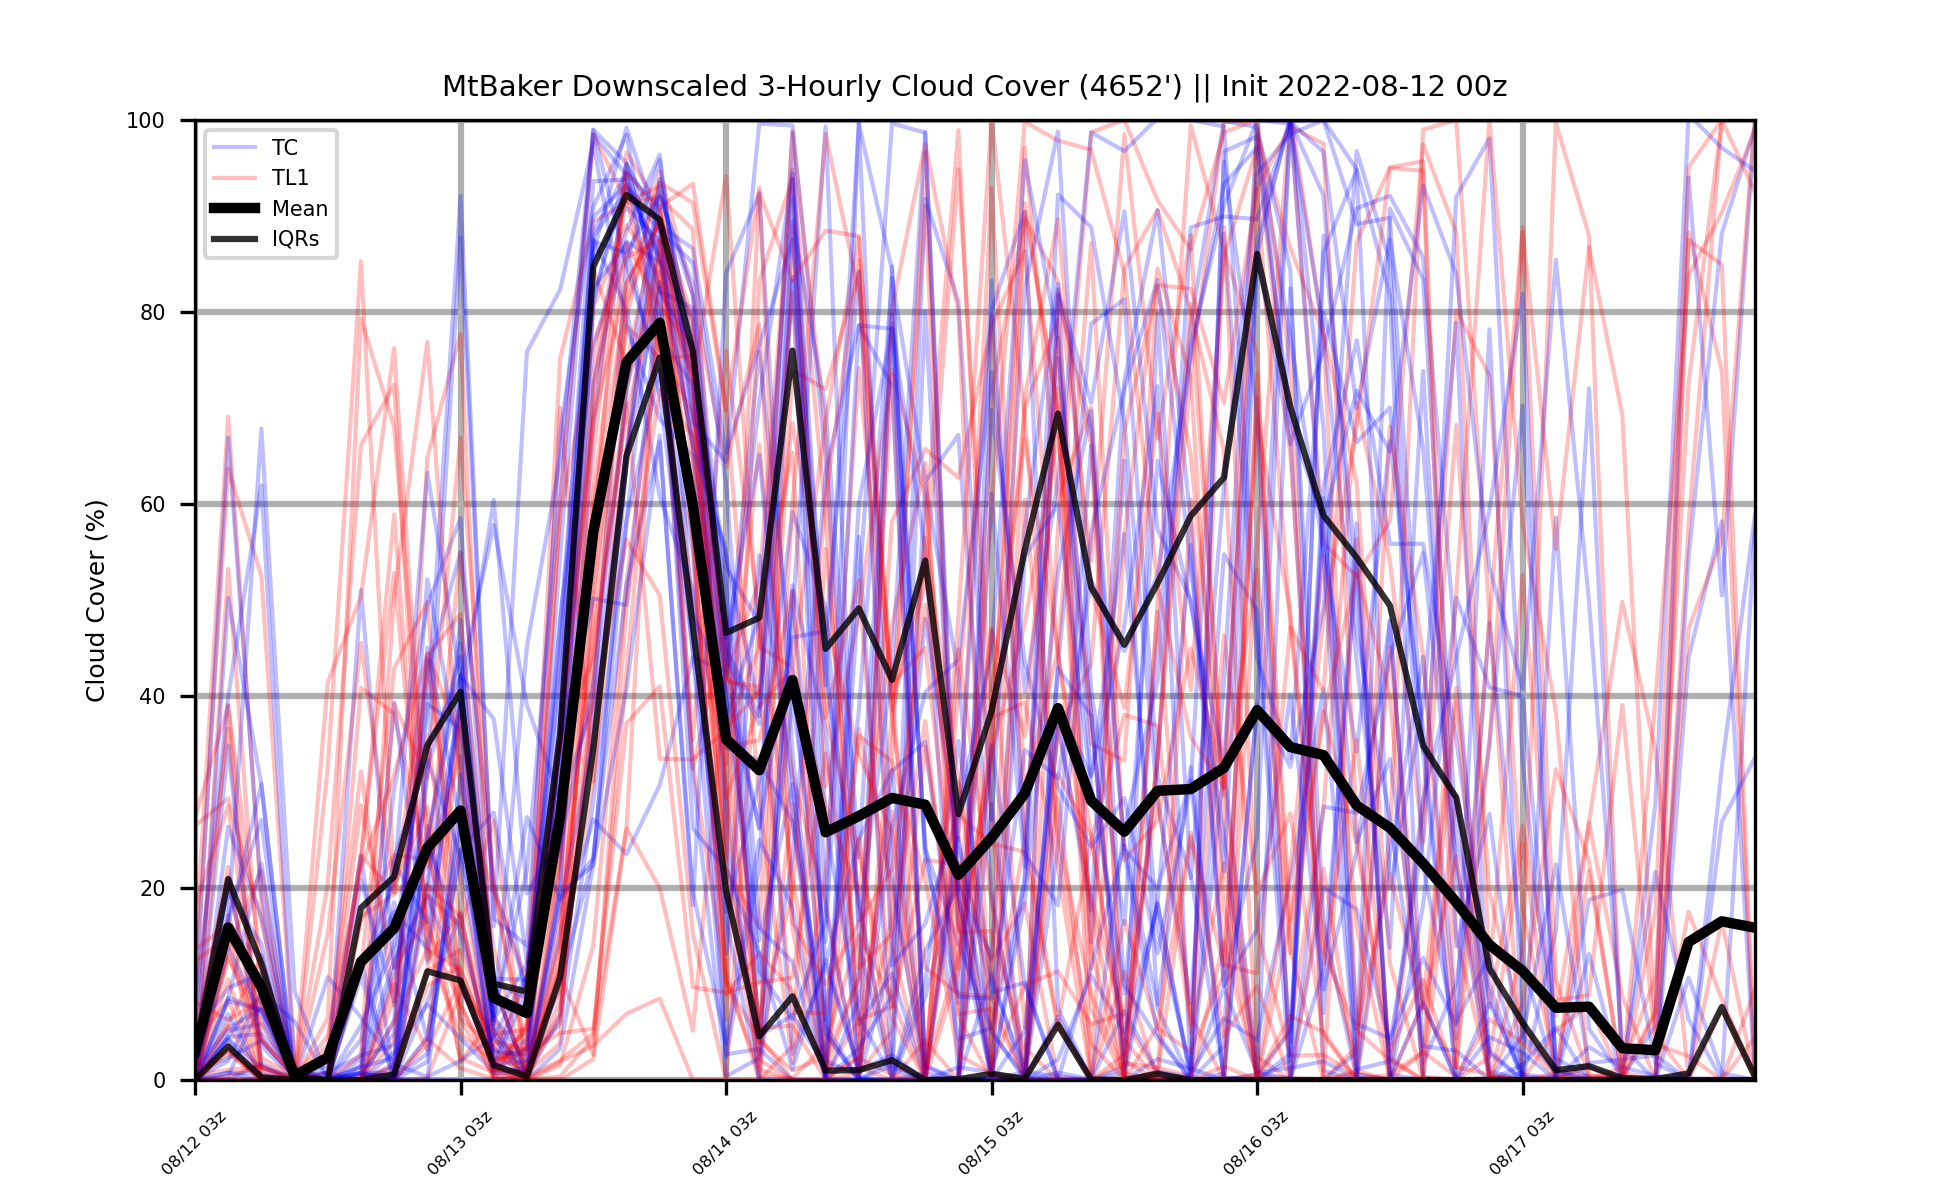 MtBaker Downscaled 3-Hourly Cloud Cover (4652') || Init 2022-08-12 00z
100
80
60
40
20
0
Cloud Cover (%)
TC
TL1
Mean
IQRs
08/12 03z
08/13 03z
08/14 03z
08/15 03z
08/16 03z
08/17 03z